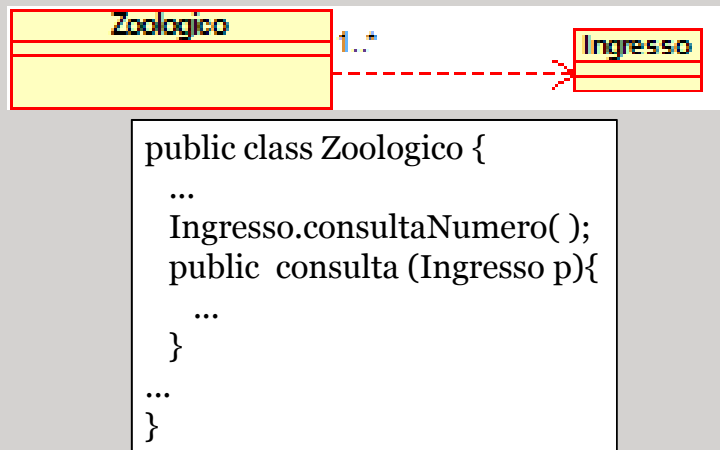 Zoologico
1..*
Ingresso
public class Zoologico {
...
Ingresso.consultaNumero( );
public consulta (Ingresso p){
...
}
...
}